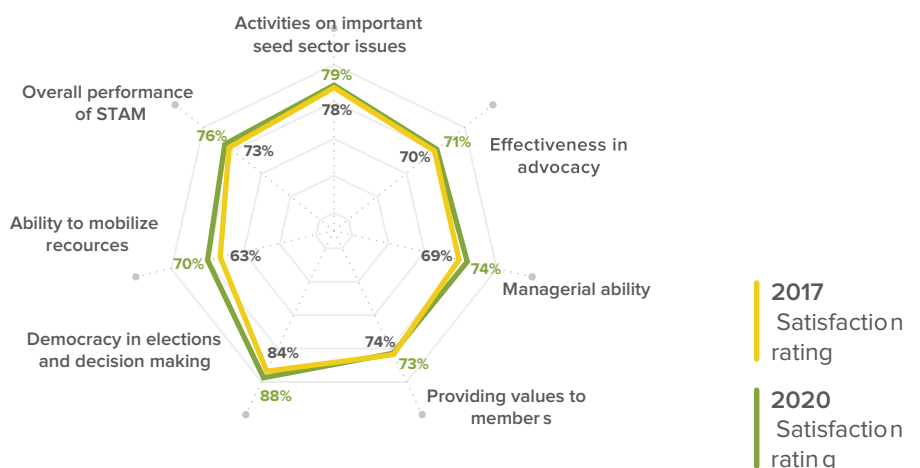 Activities on important
seed sector issues
79%
78%
Overall performance
of STAM
76%
73%
71%
70%
Effectiveness in
advocacy
Ability to mobilize
recources
70%
63%
69%
74%
Managerial ability
Democracy in elections
and decision making
84%
88%
74%
73%
Providing values to
members
2017
Satisfaction
rating
2020
Satisfaction
rating